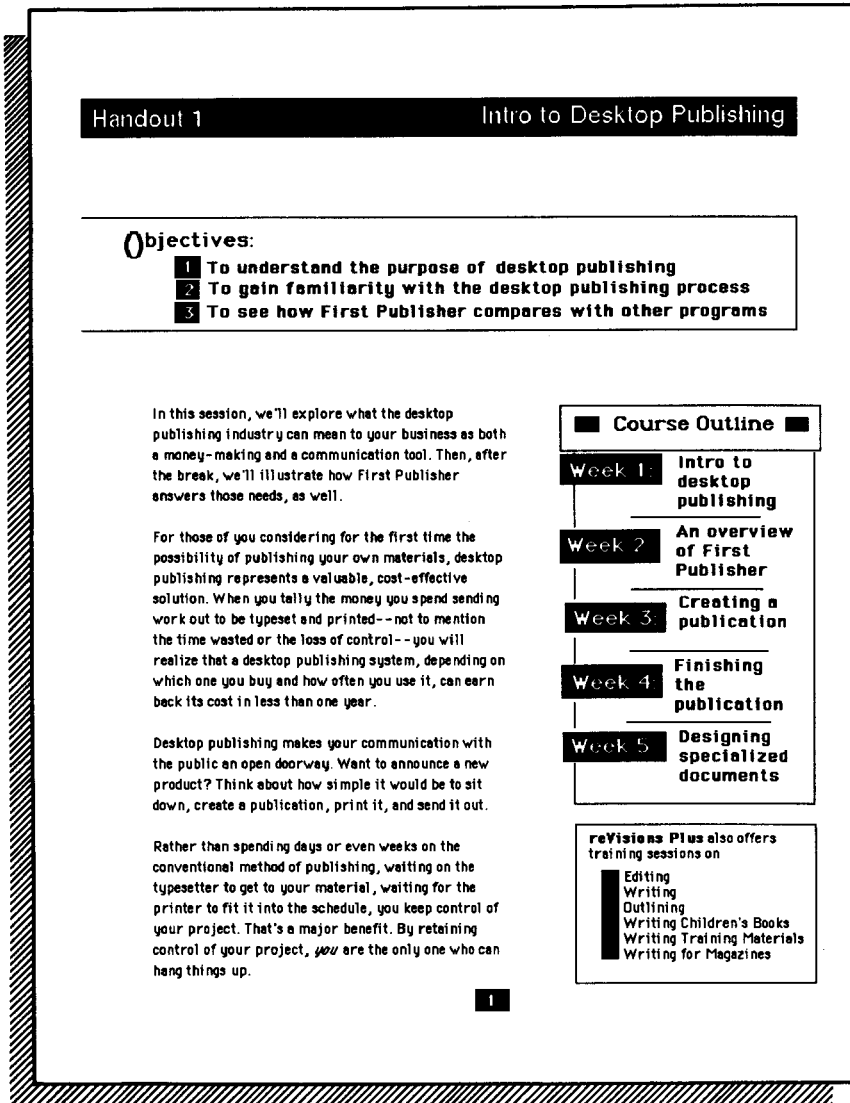 Handout 1 Intro to Desktop Publishing
Objectives:
1 To understand the purpose of desktop publishing
2 To gain familiarity with the desktop publishing process
3 To see how First Publisher compares with other programs
In this session, we'll explore what the desktop
publishing industry can mean to your business as both
a money-making and a communication tool. Then, after
the break, we'll illustrate how First Publisher
answers those needs, as well.
For those of you considering for the first time the
possibility of publishing your own materials, desktop
publishing represents a valuable, cost-effective
solution. When you tally the money you spend sending
work out to be typeset and printed--not to mention
the time wasted or the loss of control--you will
realize that a desktop publishing system, depending on
which one you buy and how often you use it, can earn
back its cost in less than one year.
Desktop publishing makes your communication with
the public an open doorway. Want to announce a new
product? Think about how simple it would be to sit
down, create a publication, print it, and send it out.
Rather than spending days or even weeks on the
conventional method of publishing, waiting on the
typesetter to get to your material, waiting for the
printer to fit it into the schedule, you keep control of
your project. That's a major benefit. By retaining
control of your project, you are the only one who can
hang things up.
Course Outline
Week 1: Intro to
desktop
publishing
Week 2 An overview
of First
Publisher
Week 3: Creating a
publication
Week 4: Finishing
the
publication
Week 5 Designing
specialized
documents
reVisions Plus also offers
training sessions on
Editing
Writing
Outlining
Writing Children's Books
Writing Training Materials
Writing for Magazines
1